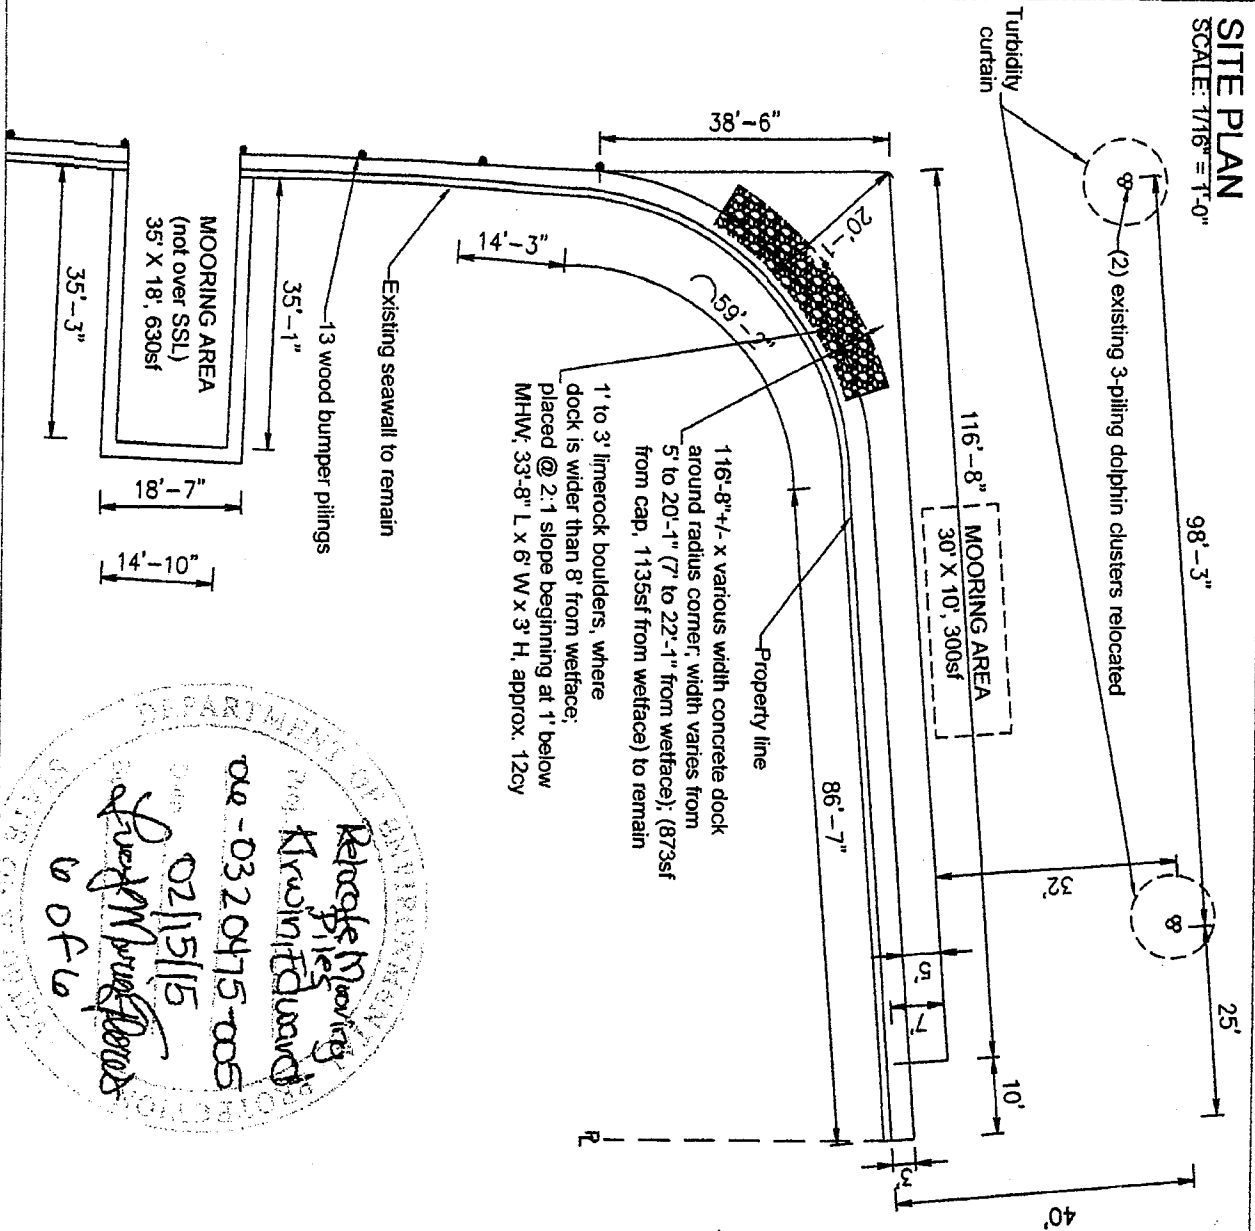 SITE PLAN
SCALE: 1/16" = 1'-0"
Turbidity
curtain
(2) existing 3-piling dolphin clusters relocated
98'-3"
25'
38'-6"
116'-8"
MOORING AREA
30' X 10', 300sf
32'
10'
40'
20'-1"
59'-2"
14'-3"
5'
7'
3'
86'-7"
Property line
116'-8"+/- x various width concrete dock
around radius corner; width varies from
5' to 20'-1" (7' to 22'-1" from wetface); (873sf
from cap, 1135sf from wetface) to remain
1' to 3' limerock boulders, where
dock is wider than 8' from wetface;
placed @ 2:1 slope beginning at 1' below
MHW; 33'-8" L x 6' W x 3' H, approx. 12cy
Existing seawall to remain
13 wood bumper pilings
MOORING AREA
(not over SSL)
35' X 18', 630sf
35'-1"
35'-3"
18'-7"
14'-10"
PL
DEPARTMENT OF ENVIRONMENTAL PROTECTION
Relocate Mooring
Piles
Kirwin, Edward
06-0320475-005
02/15/15
6 of 6